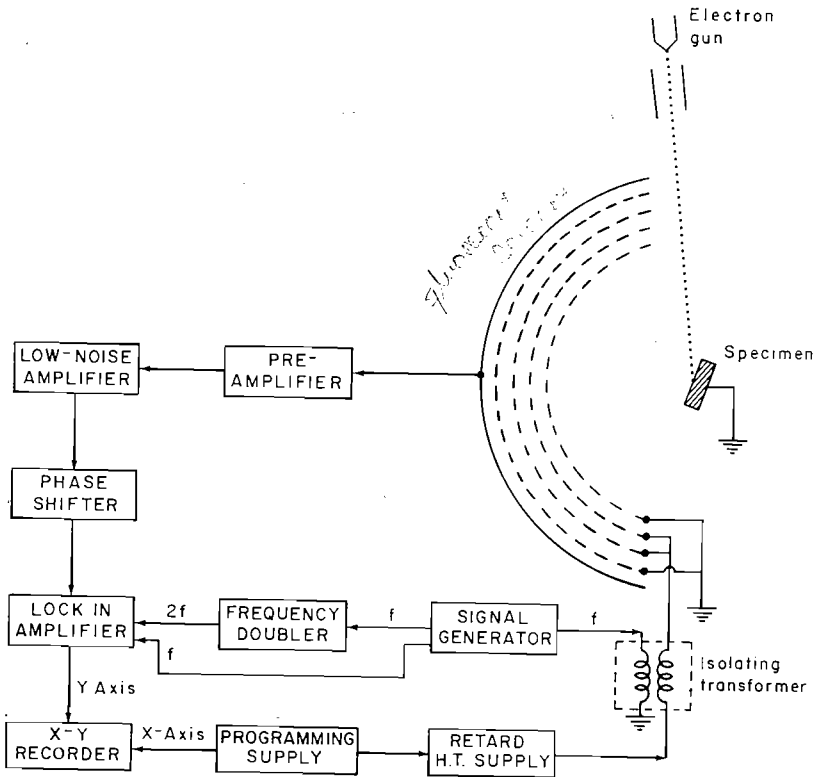 Electron
gun
Specimen
LOW-NOISE
AMPLIFIER
PRE-
AMPLIFIER
PHASE
SHIFTER
LOCK IN
AMPLIFIER
2f
FREQUENCY
DOUBLER
f
SIGNAL
GENERATOR
f
f
Isolating
transformer
Y Axis
X-Y
RECORDER
X-Axis
PROGRAMMING
SUPPLY
RETARD
H.T. SUPPLY